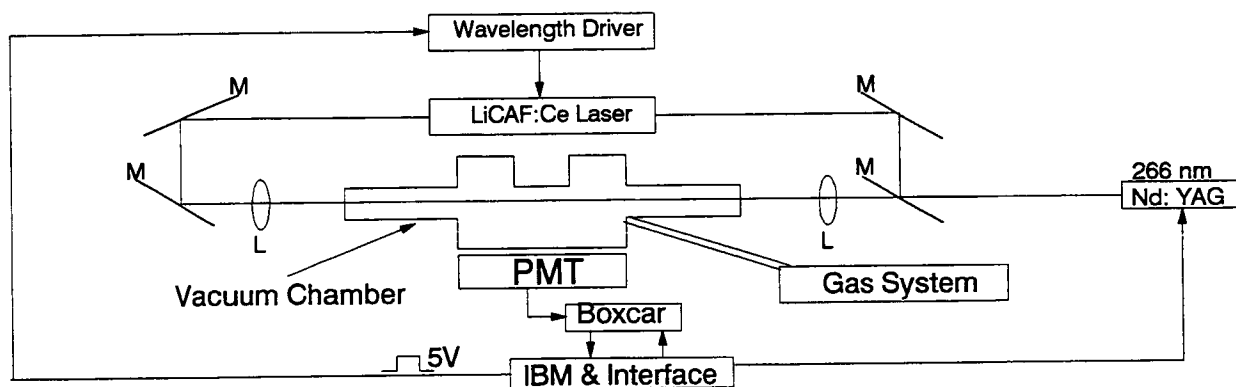 Wavelength Driver
M
LiCAF:Ce Laser
M
M
M
266 nm
Nd: YAG
L
L
Vacuum Chamber
PMT
Gas System
Boxcar
5V
IBM & Interface